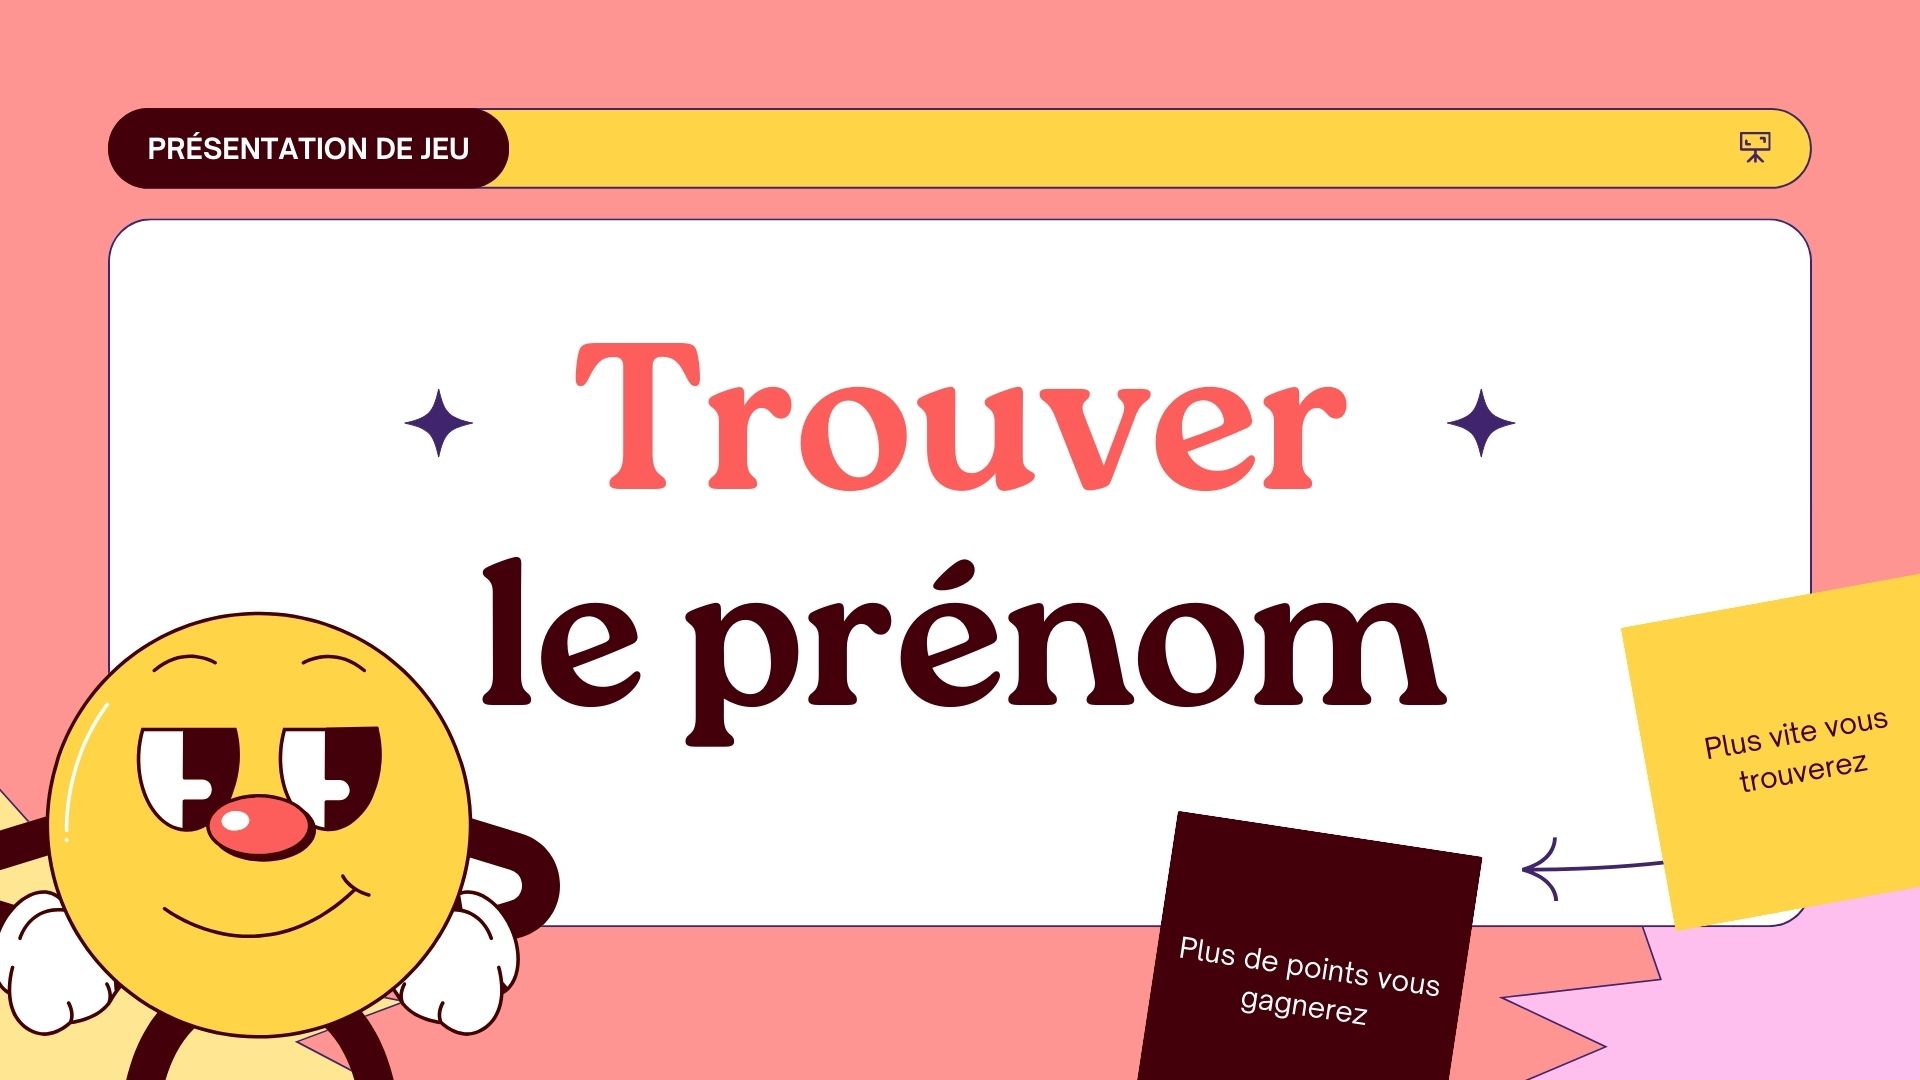 PRÉSENTATION DE JEU
Trouver
le prénom
Plus vite vous
trouverez
Plus de points vous
gagnerez